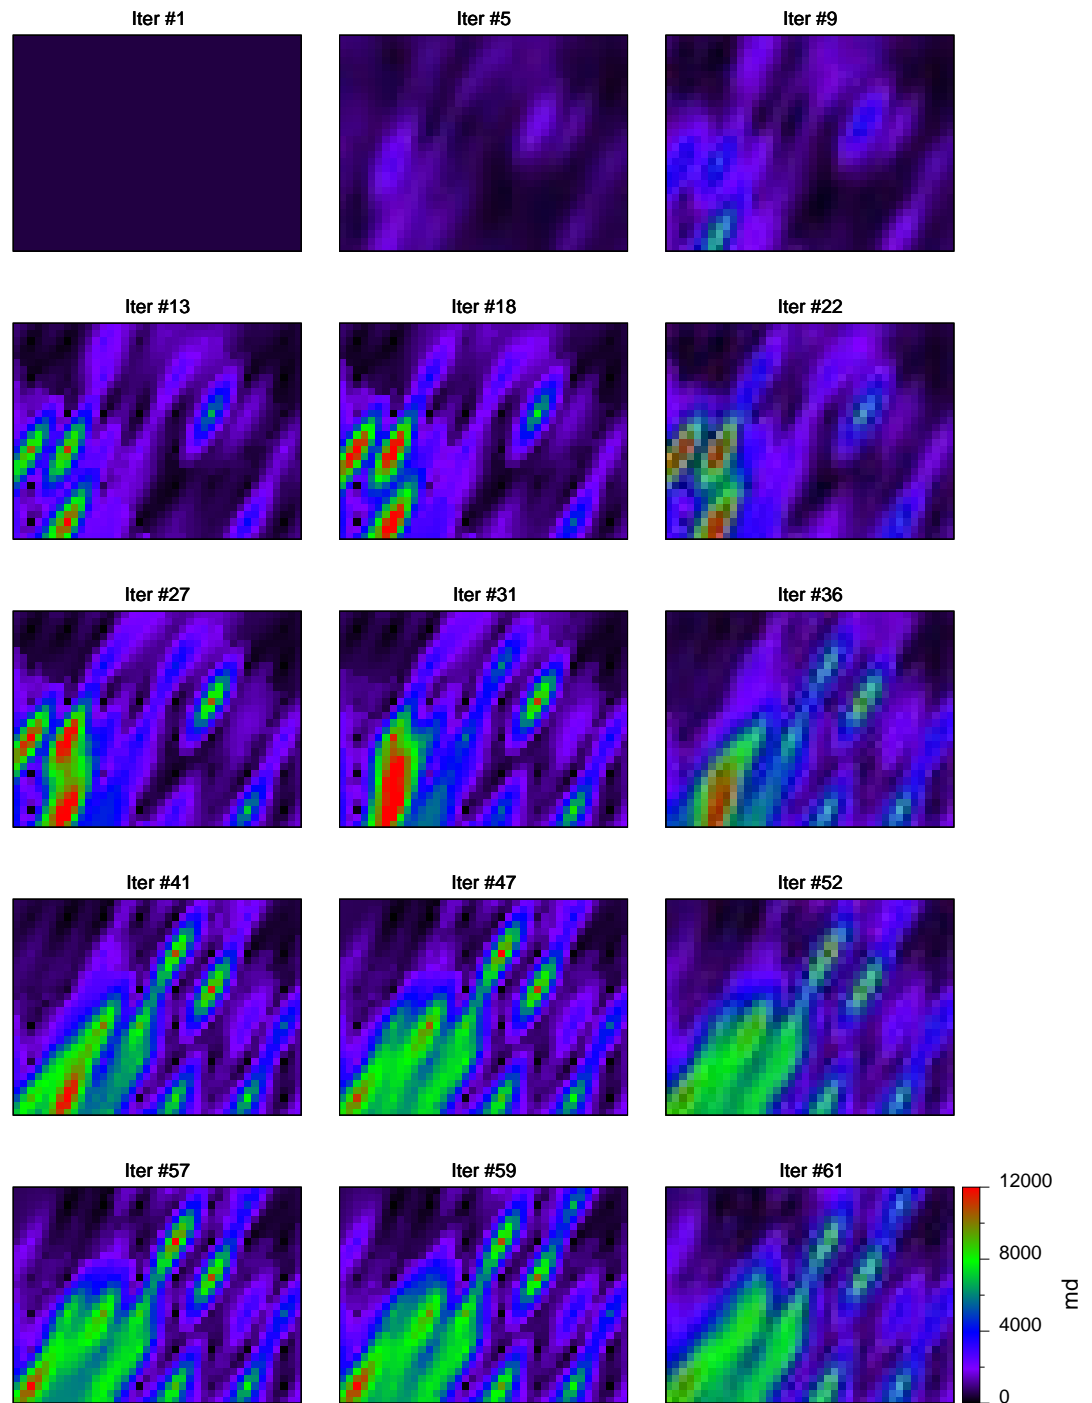 Iter #1
Iter #5
Iter #9
Iter #13
Iter #18
Iter #22
Iter #27
Iter #31
Iter #36
Iter #41
Iter #47
Iter #52
Iter #57
Iter #59
Iter #61
12000
8000
4000
0
md